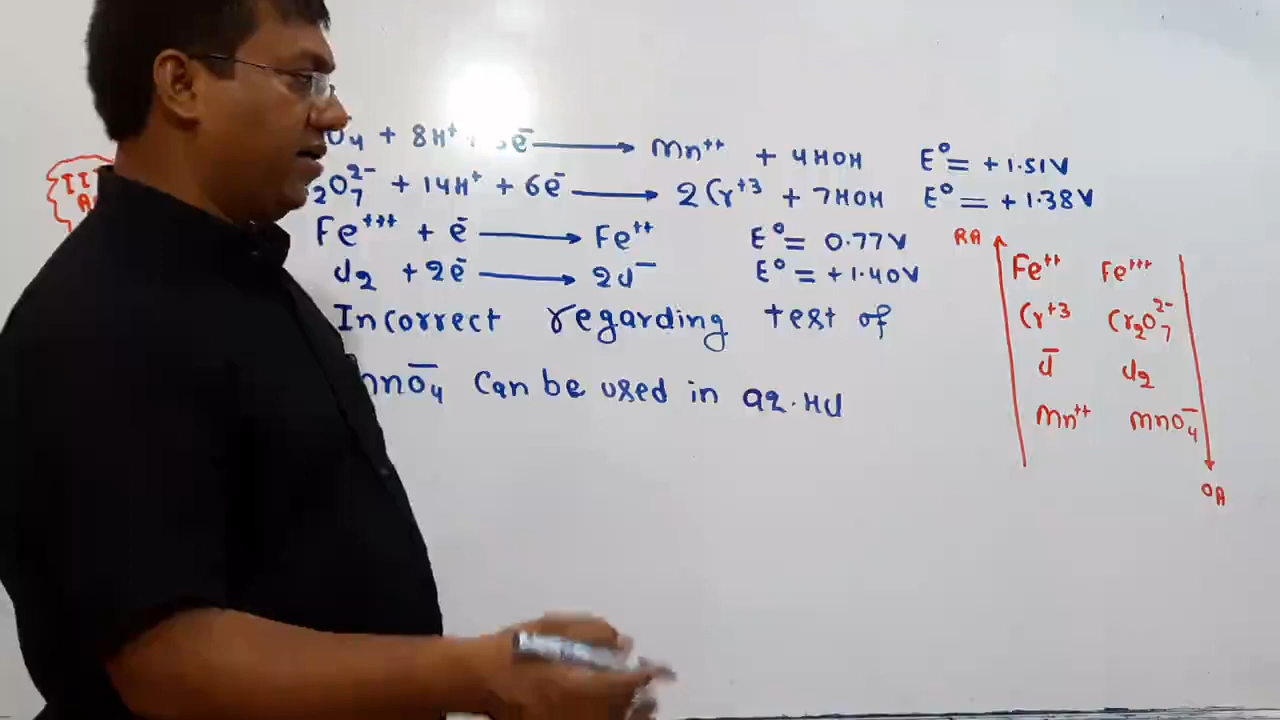 O₄ + 8H⁺ + 5e⁻ → Mn⁺⁺ + 4HOH E° = +1.51V
₂O₇²⁻ + 14H⁺ + 6e⁻ → 2Cr⁺³ + 7HOH E° = +1.38V
Fe⁺⁺⁺ + e⁻ → Fe⁺⁺ E° = 0.77V
Cl₂ + 2e⁻ → 2Cl⁻ E° = +1.40V
Incorrect regarding test of
MnO₄⁻ Can be used in aq. HCl
RA
Fe⁺⁺ Fe⁺⁺⁺
Cr⁺³ Cr₂O₇²⁻
Cl⁻ Cl₂
Mn⁺⁺ MnO₄⁻
OA